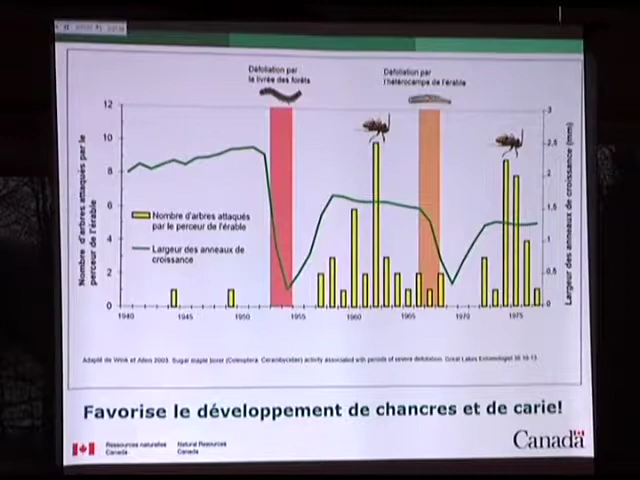 Défoliation par
la livrée des forêts
Défoliation par
l'hétérocampe de l'érable
12
10
8
6
4
2
0
3
2,5
2
1,5
1
0,5
0
Nombre d'arbres attaqués par le
perceur de l'érable
Largeur des anneaux de croissance (mm)
Nombre d'arbres attaqués
par le perceur de l'érable
Largeur des anneaux de
croissance
1940 1945 1950 1955 1960 1965 1970 1975
Adapté de Wink et Allen 2003. Sugar maple borer (Coleoptera: Cerambycidae) activity associated with periods of severe defoliation. Great Lakes Entomologist
Favorise le développement de chancres et de carie!
Ressources naturelles
Canada
Natural Resources
Canada
Canada